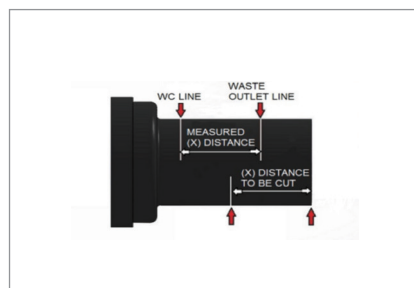 WC LINE
WASTE
OUTLET LINE
MEASURED
(X) DISTANCE
(X) DISTANCE
TO BE CUT